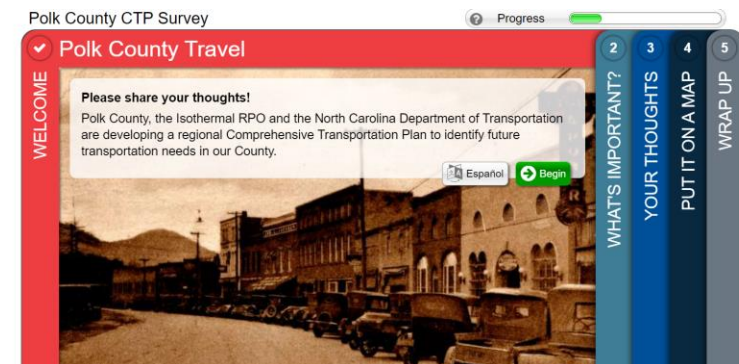 Polk County CTP Survey
Progress
Polk County Travel
WELCOME
Please share your thoughts!
Polk County, the Isothermal RPO and the North Carolina Department of Transportation
are developing a regional Comprehensive Transportation Plan to identify future
transportation needs in our County.
Español
Begin
2
WHAT'S IMPORTANT?
3
YOUR THOUGHTS
4
PUT IT ON A MAP
5
WRAP UP